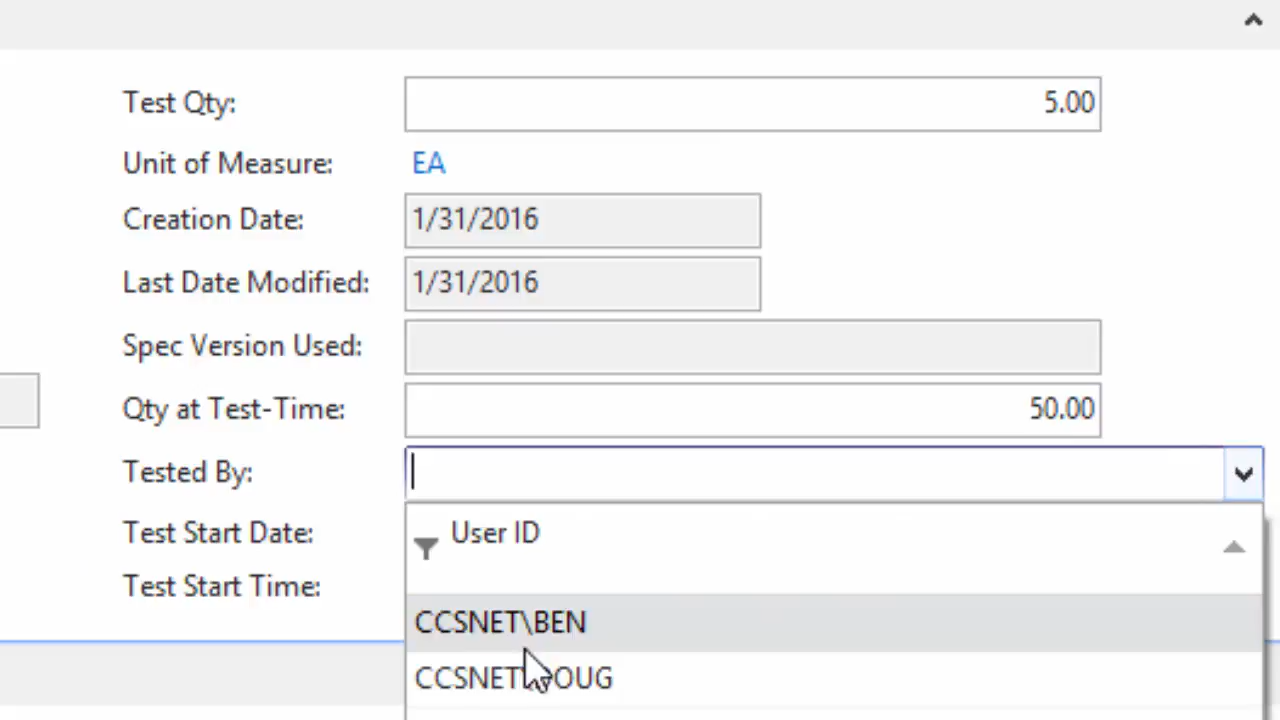 Test Qty: 5.00
Unit of Measure: EA
Creation Date: 1/31/2016
Last Date Modified: 1/31/2016
Spec Version Used:
Qty at Test-Time: 50.00
Tested By:
Test Start Date: User ID
Test Start Time:
CCSNET\BEN